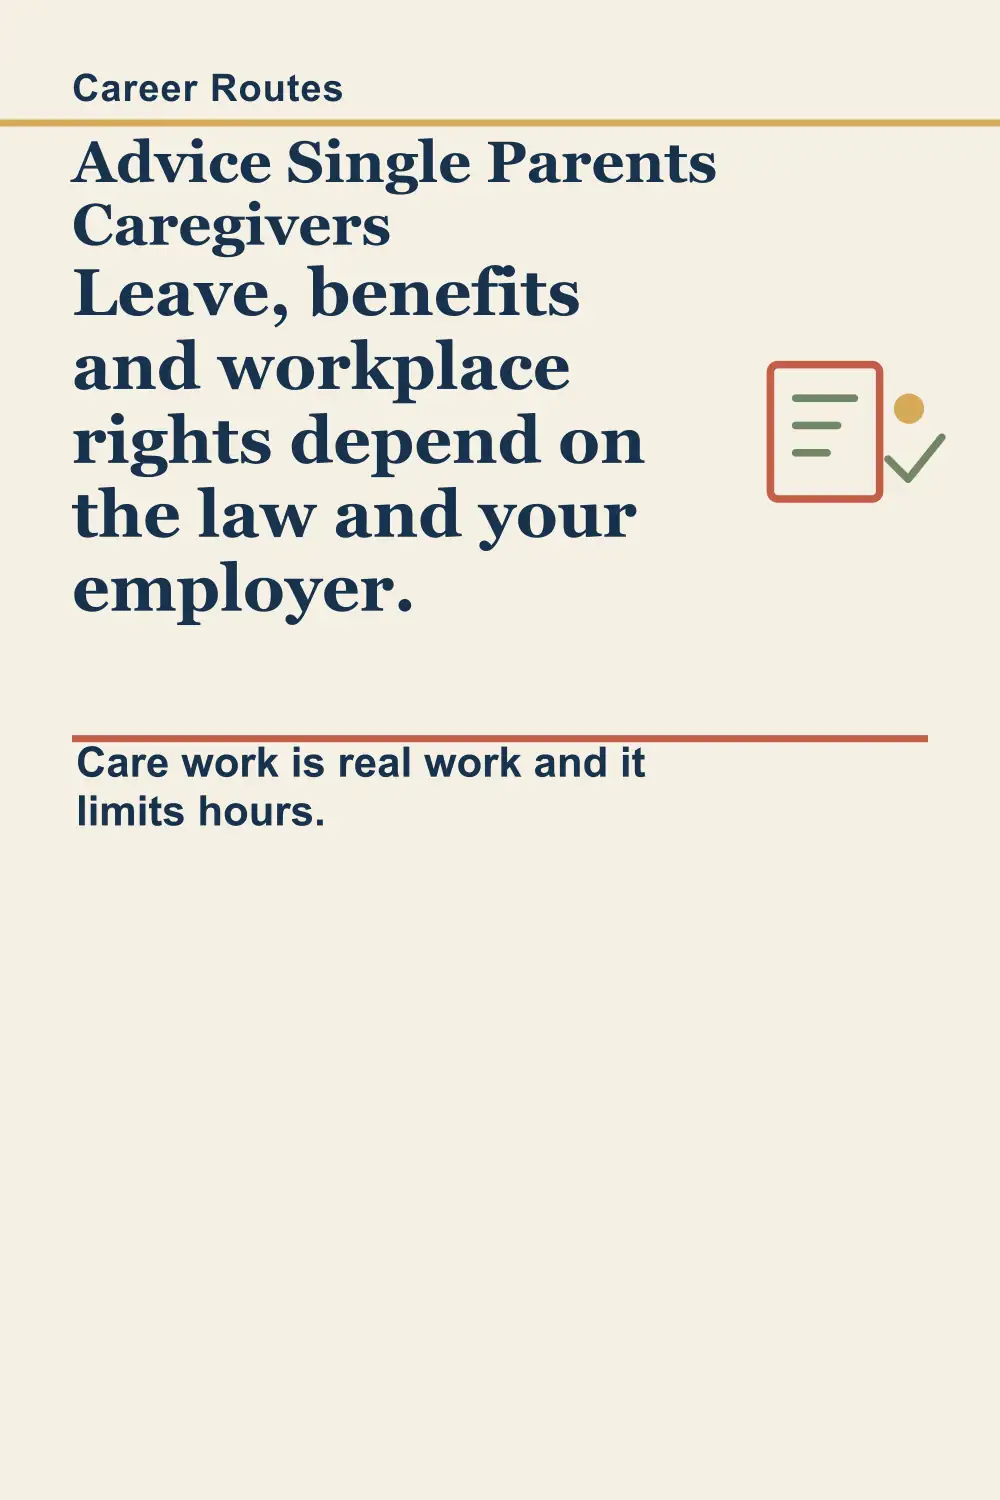 Career Routes
Advice Single Parents
Caregivers
Leave, benefits
and workplace
rights depend on
the law and your
employer.
Care work is real work and it
limits hours.